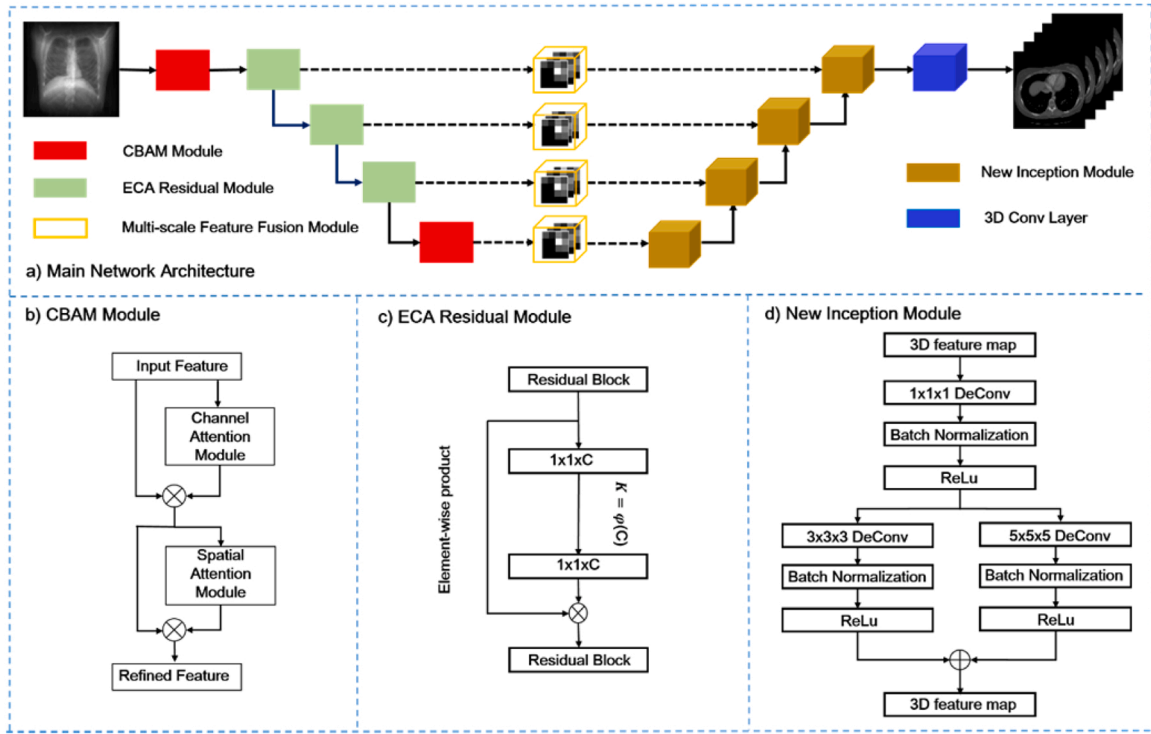 CBAM Module
ECA Residual Module
Multi-scale Feature Fusion Module
New Inception Module
3D Conv Layer
a) Main Network Architecture
b) CBAM Module
Input Feature
Channel
Attention
Module
Spatial
Attention
Module
Refined Feature
c) ECA Residual Module
Residual Block
Element-wise product
1x1xC
K = φ(C)
1x1xC
Residual Block
d) New Inception Module
3D feature map
1x1x1 DeConv
Batch Normalization
ReLu
3x3x3 DeConv
5x5x5 DeConv
Batch Normalization
Batch Normalization
ReLu
ReLu
3D feature map